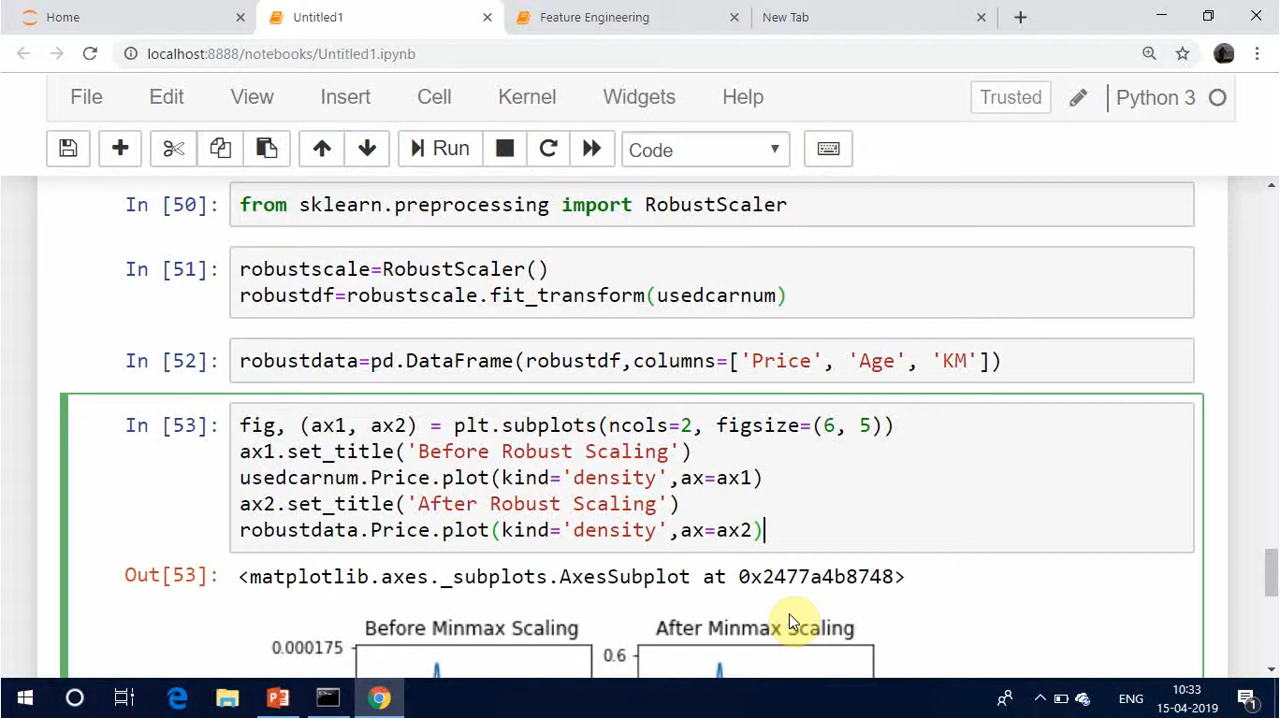 Home
Untitled1
Feature Engineering
New Tab
localhost:8888/notebooks/Untitled1.ipynb
File Edit View Insert Cell Kernel Widgets Help Trusted Python 3
Run Code
In [50]: from sklearn.preprocessing import RobustScaler
In [51]: robustscale=RobustScaler()
robustdf=robustscale.fit_transform(usedcarnum)
In [52]: robustdata=pd.DataFrame(robustdf,columns=['Price', 'Age', 'KM'])
In [53]: fig, (ax1, ax2) = plt.subplots(ncols=2, figsize=(6, 5))
ax1.set_title('Before Robust Scaling')
usedcarnum.Price.plot(kind='density',ax=ax1)
ax2.set_title('After Robust Scaling')
robustdata.Price.plot(kind='density',ax=ax2)
Out[53]: <matplotlib.axes._subplots.AxesSubplot at 0x2477a4b8748>
Before Minmax Scaling After Minmax Scaling
0.000175 0.6
ENG
10:33
15-04-2019
1